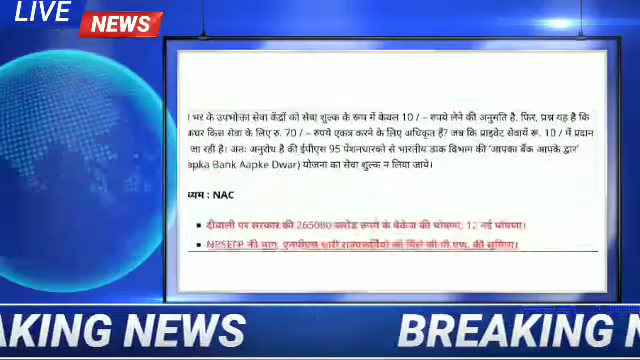 LIVE
NEWS
भर के उपभोक्ता सेवा केंद्रों को सेवा शुल्क के रूप में केवल 10 / – रुपये लेने की अनुमति है. फिर, प्रश्न यह है कि
किस सेवा के लिए रु. 70 / – रुपये एकत्र करने के लिए अधिकृत हैं? जब कि प्राइवेट सेवायें रू. 10 / में प्रदान
जा रही है। अतः अनुरोध है की ईपीएस 95 पेंशनधारको से भारतीय डाक विभाग की 'आपका बैंक आपके द्वार'
apka Bank Aapke Dwar) योजना का सेवा शुल्क न लिया जाये।
ध्यम : NAC
दीवाली पर सरकार की 265080 करोड रुपये के पैकेज की घोषणा; 12 नई घोषणा।
की
AKING NEWS
BREAKING N